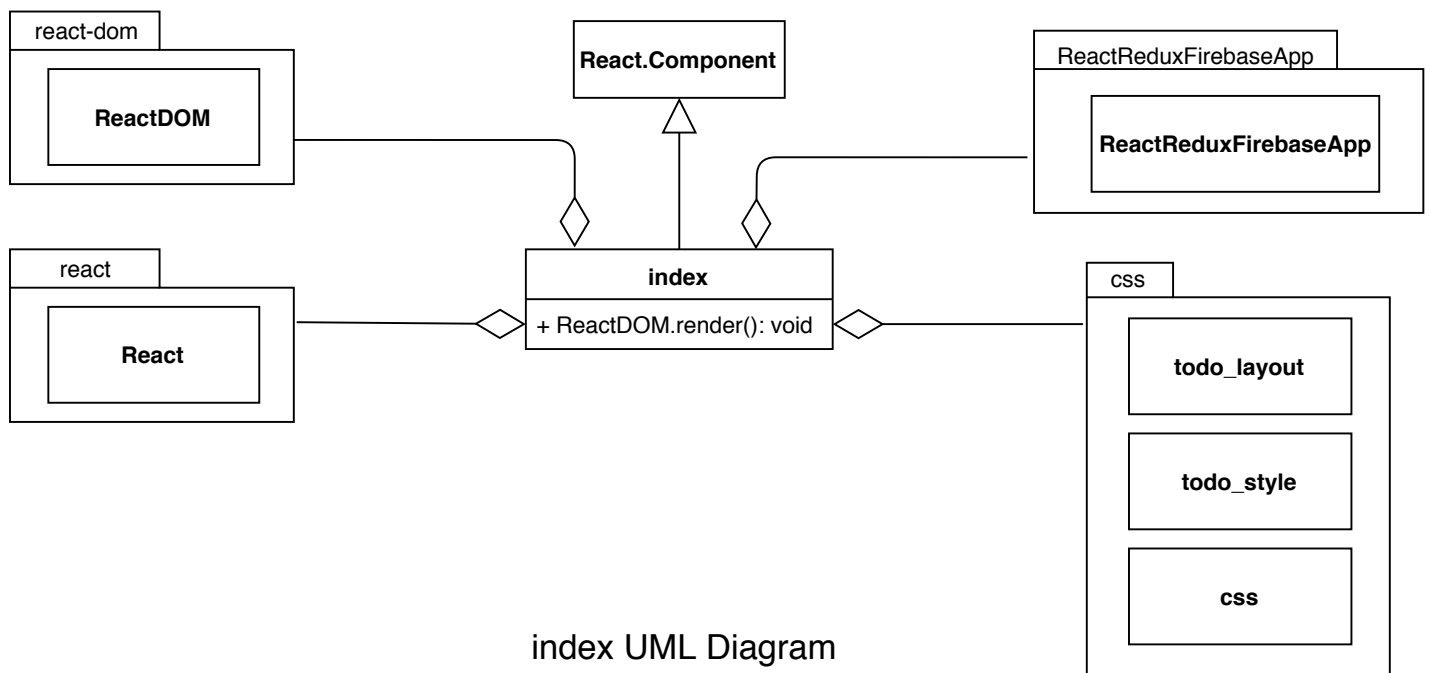 react-dom
ReactDOM
React.Component
ReactReduxFirebaseApp
ReactReduxFirebaseApp
react
React
index
+ ReactDOM.render(): void
css
todo_layout
todo_style
css
index UML Diagram